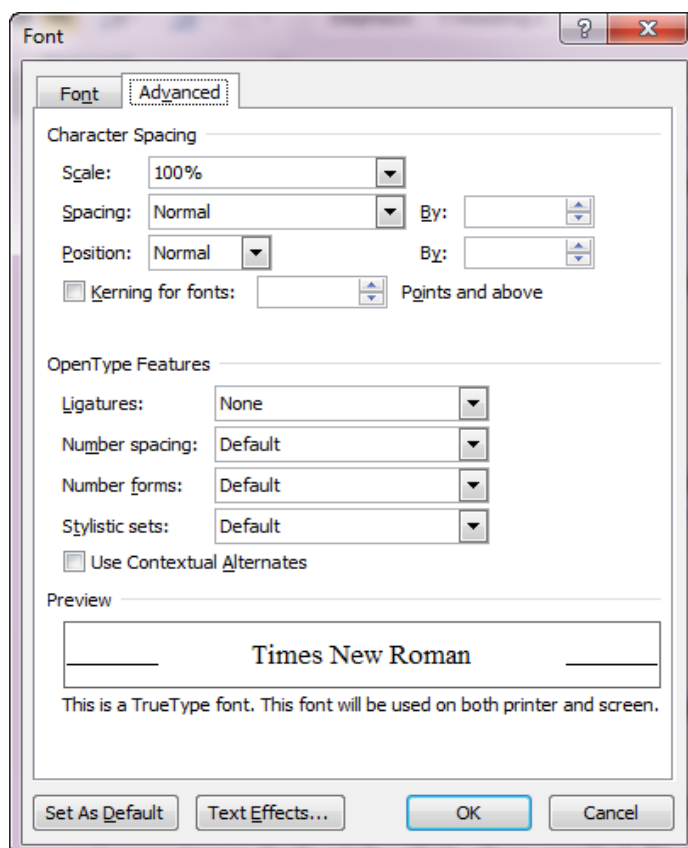 Font
Font Advanced
Character Spacing
Scale: 100%
Spacing: Normal By:
Position: Normal By:
Kerning for fonts: Points and above
OpenType Features
Ligatures: None
Number spacing: Default
Number forms: Default
Stylistic sets: Default
Use Contextual Alternates
Preview
Times New Roman
This is a TrueType font. This font will be used on both printer and screen.
Set As Default Text Effects... OK Cancel